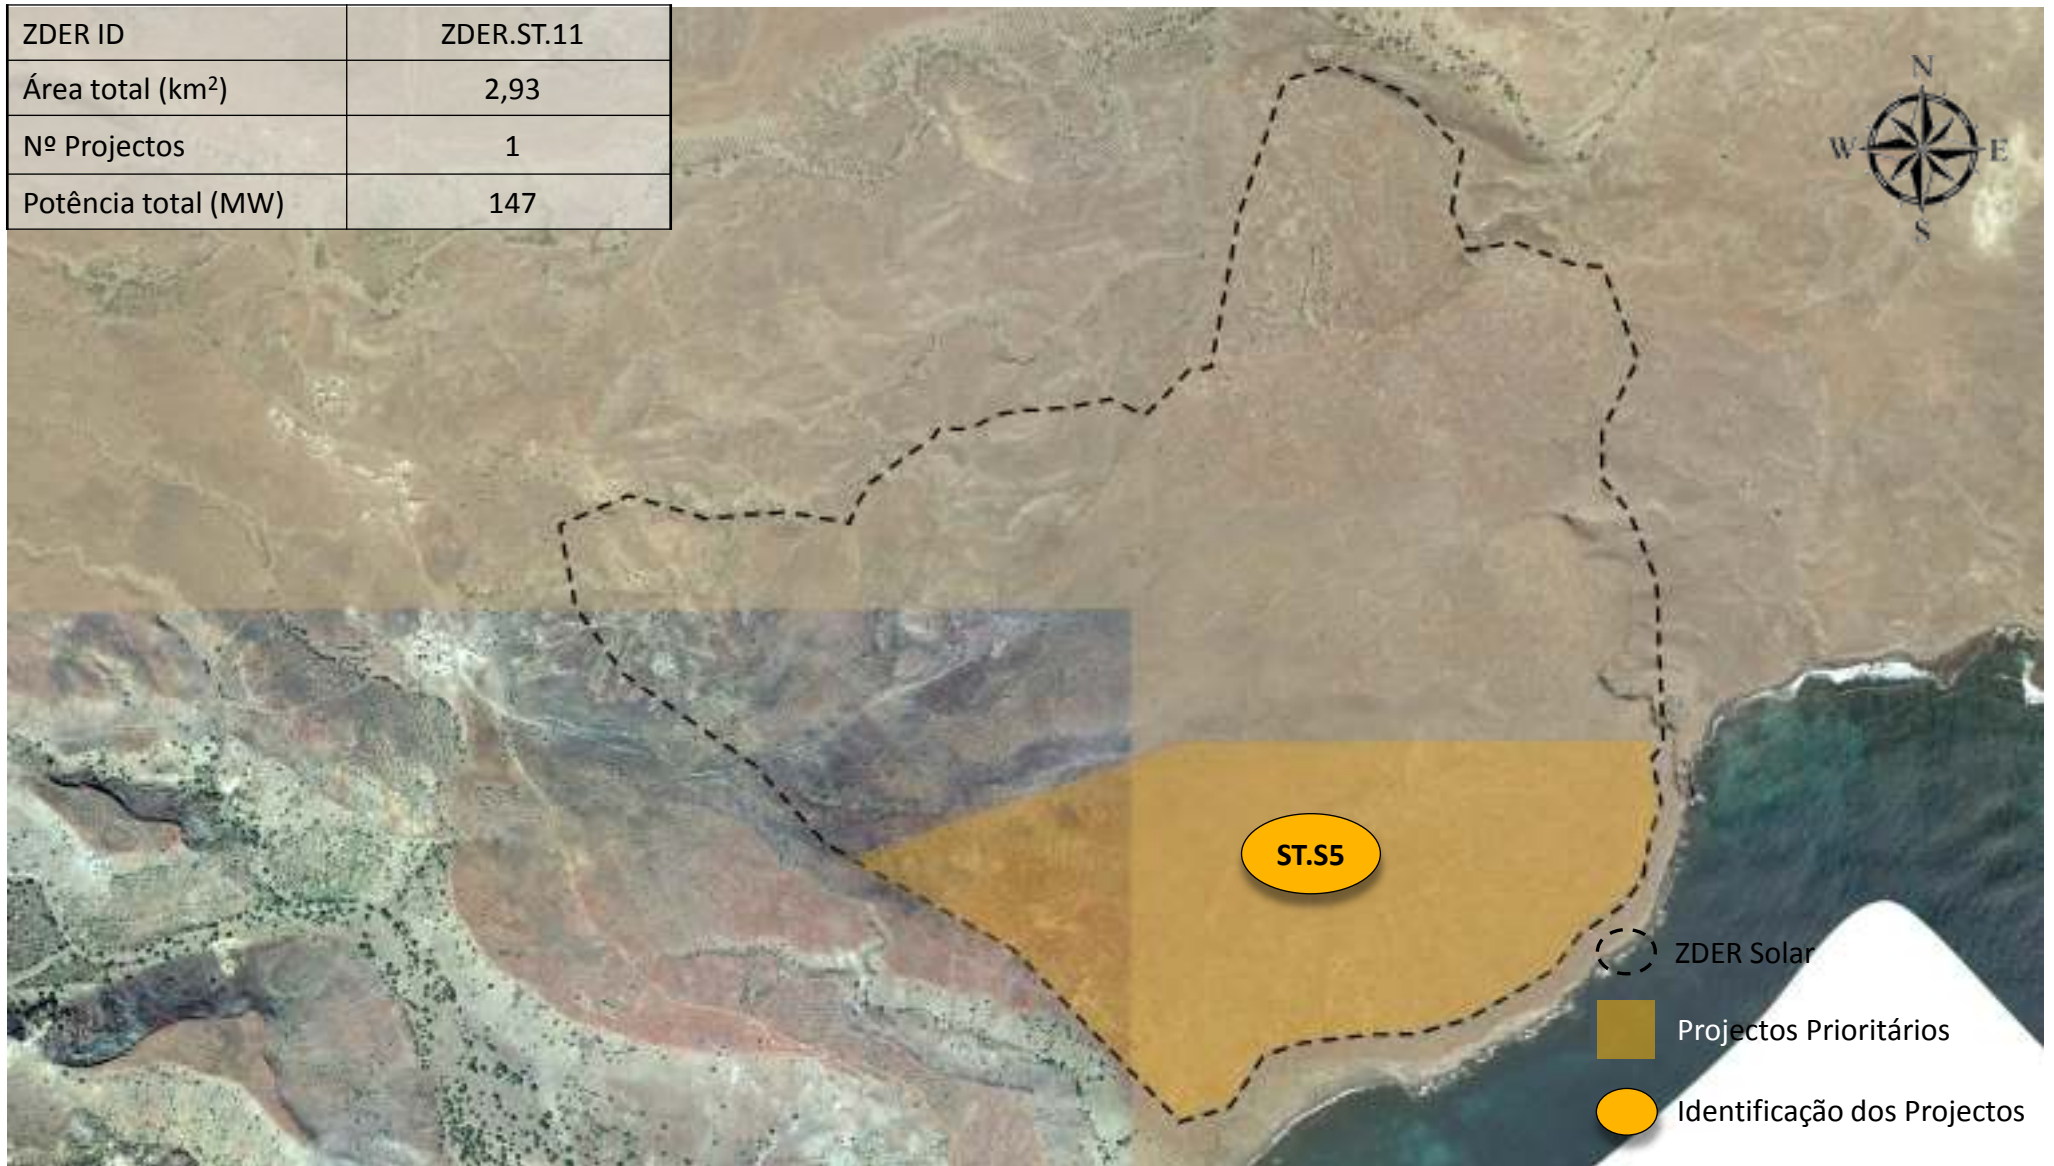 ZDER ID ZDER.ST.11
Área total (km²) 2,93
Nº Projectos 1
Potência total (MW) 147
N
W E
S
ST.S5
ZDER Solar
Projectos Prioritários
Identificação dos Projectos